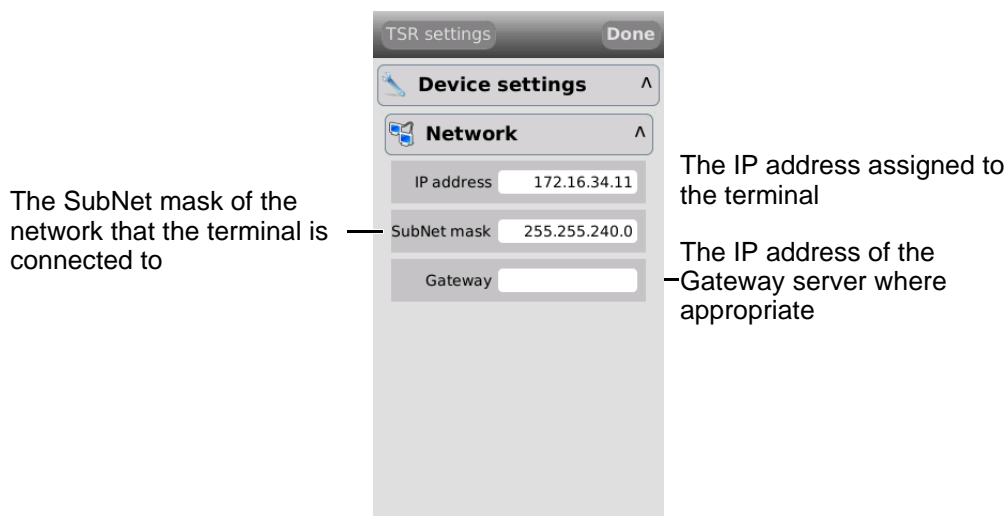 TSR settings
Done
Device settings
^
Network
^
IP address
172.16.34.11
SubNet mask
255.255.240.0
Gateway
The SubNet mask of the
network that the terminal is
connected to
The IP address assigned to
the terminal
The IP address of the
Gateway server where
appropriate